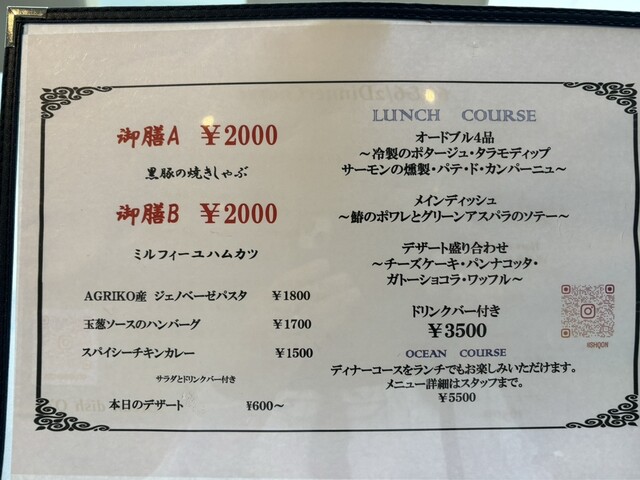 御膳A ¥2000
黒豚の焼きしゃぶ
御膳B ¥2000
ミルフィーユハムカツ
AGRIKO産 ジェノベーゼパスタ ¥1800
玉葱ソースのハンバーグ ¥1700
スパイシーチキンカレー ¥1500
サラダとドリンクバー付き
本日のデザート ¥600～
LUNCH COURSE
オードブル4品
～冷製のポタージュ・タラモディップ
サーモンの燻製・パテ・ド・カンパーニュ～
メインディッシュ
～鰆のポワレとグリーンアスパラのソテー～
デザート盛り合わせ
～チーズケーキ・パンナコッタ・
ガトーショコラ・ワッフル～
ドリンクバー付き
¥3500
OCEAN COURSE
ディナーコースをランチでもお楽しみいただけます。
メニュー詳細はスタッフまで。
¥5500